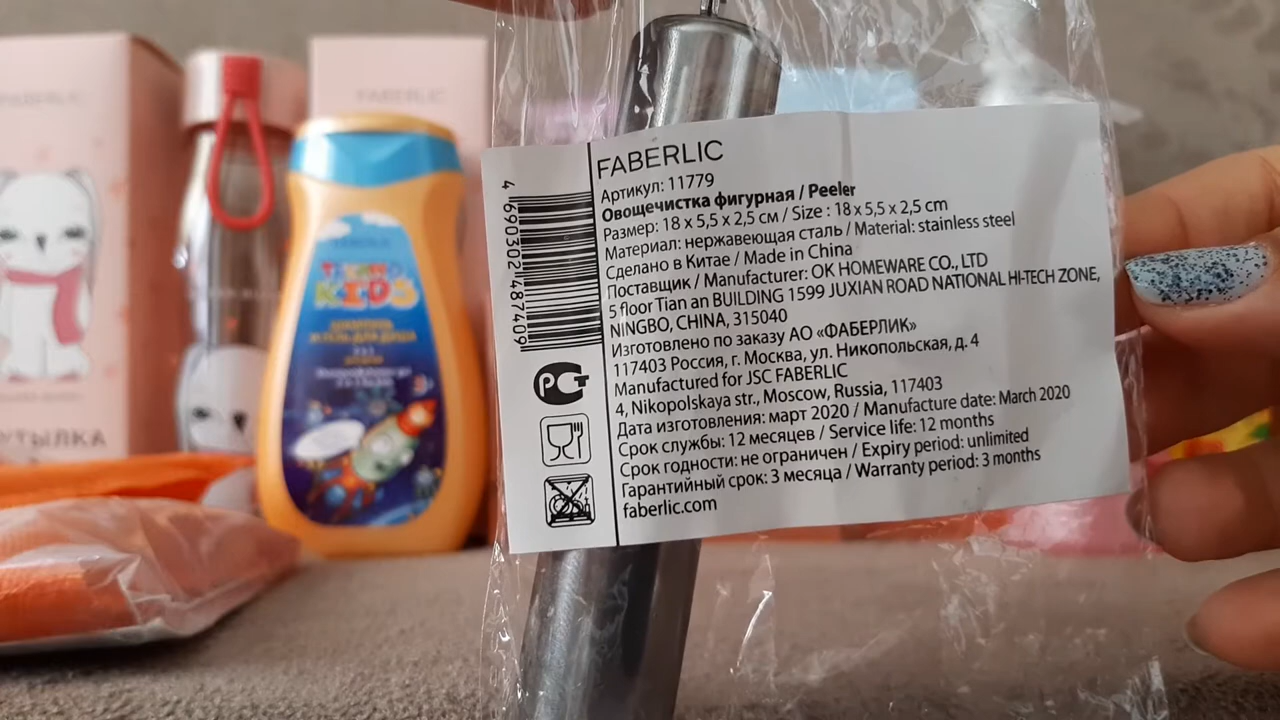 FABERLIC
Артикул: 11779
Овощечистка фигурная / Peeler
Размер: 18 x 5,5 x 2,5 см / Size : 18 x 5,5 x 2,5 cm
Материал: нержавеющая сталь / Material: stainless steel
Сделано в Китае / Made in China
Поставщик / Manufacturer: OK HOMEWARE CO., LTD
5 floor Tian an BUILDING 1599 JUXIAN ROAD NATIONAL HI-TECH ZONE,
NINGBO, CHINA, 315040
Изготовлено по заказу АО «ФАБЕРЛИК»
117403 Россия, г. Москва, ул. Никопольская, д. 4
Manufactured for JSC FABERLIC
4, Nikopolskaya str., Moscow, Russia, 117403
Дата изготовления: март 2020 / Manufacture date: March 2020
Срок службы: 12 месяцев / Service life: 12 months
Срок годности: не ограничен / Expiry period: unlimited
Гарантийный срок: 3 месяца / Warranty period: 3 months
faberlic.com
4 690302 487409
РСТ
FABERLIC
FABERLIC
KIDS
ШАМПУНЬ
И ГЕЛЬ ДЛЯ ДУША